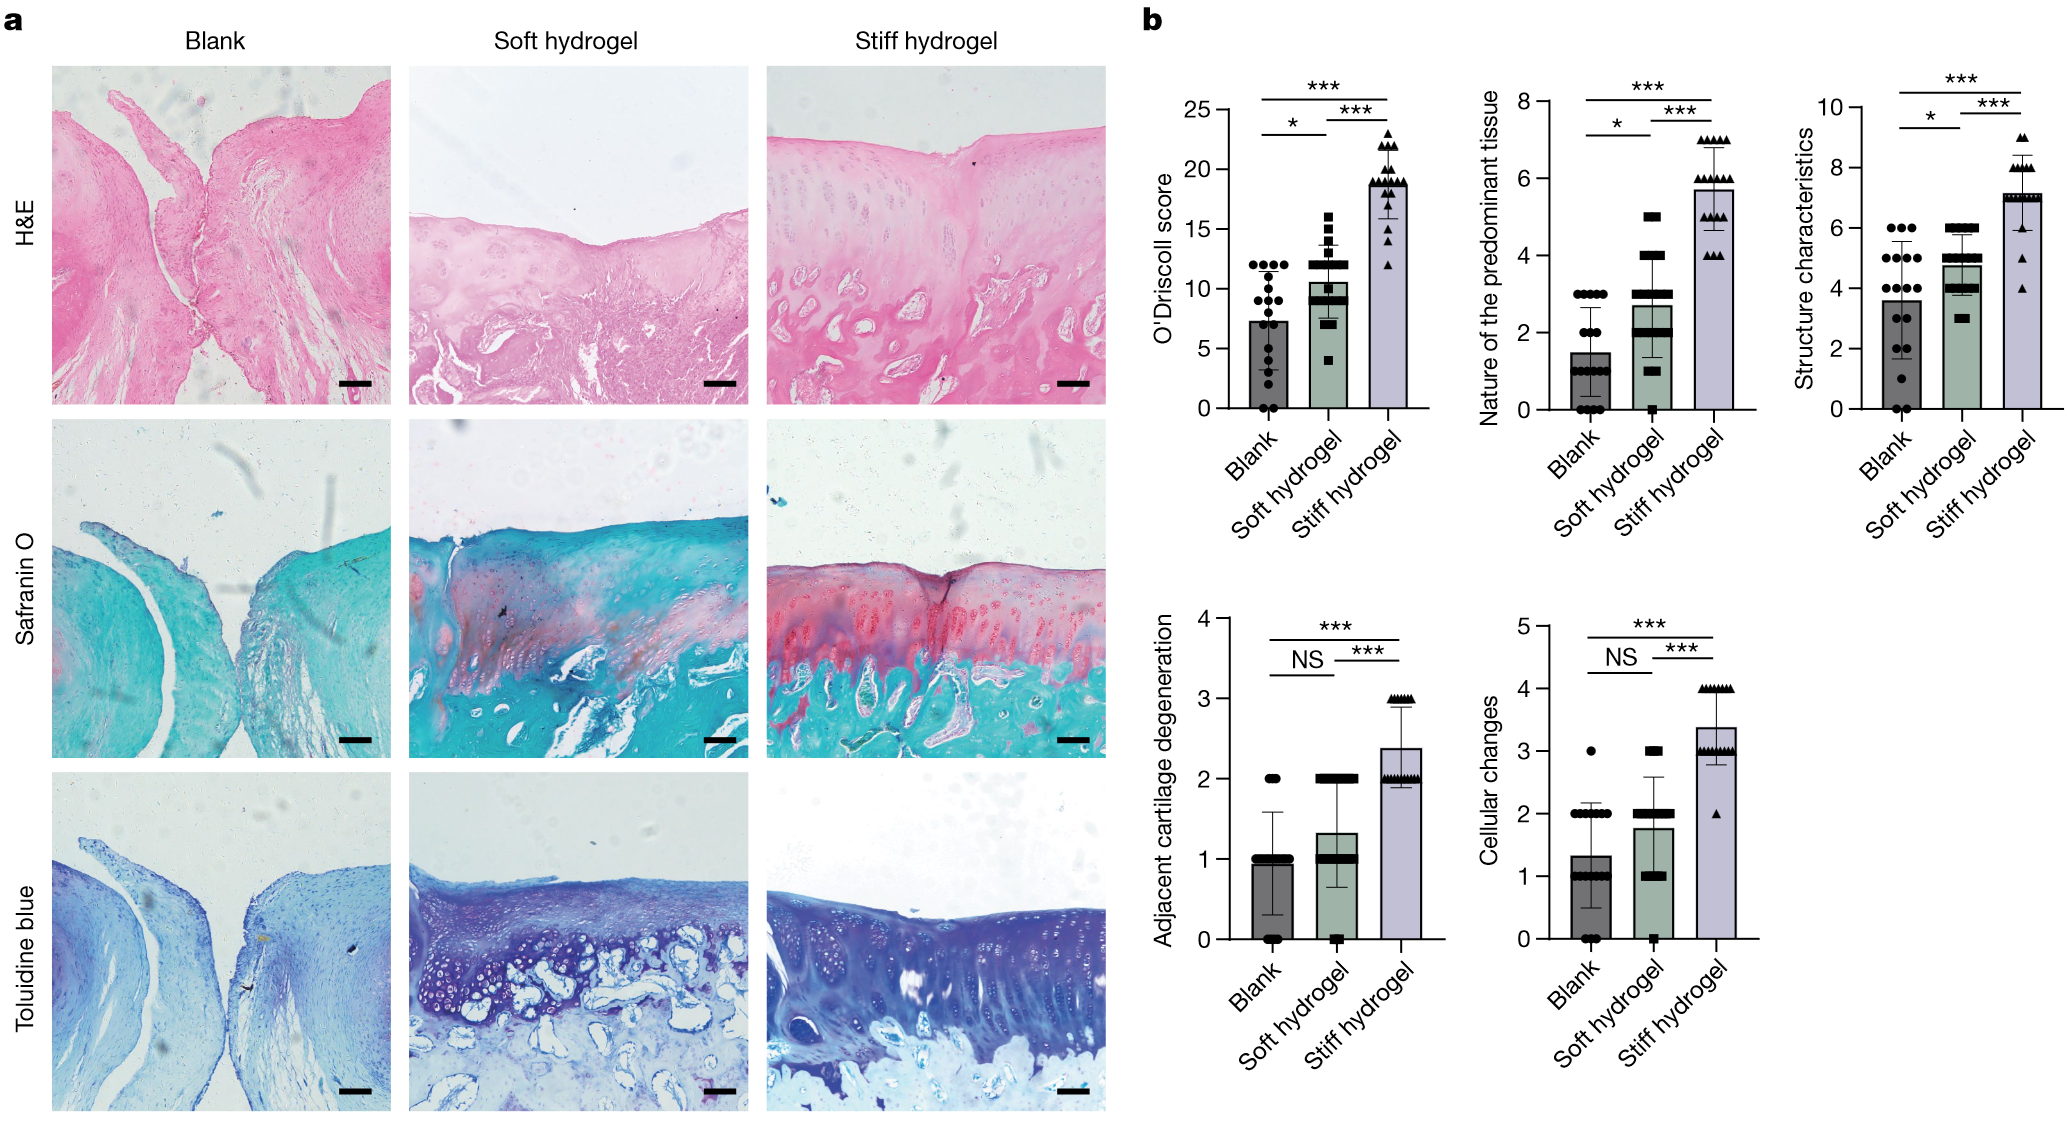 a
Blank
Soft hydrogel
Stiff hydrogel
H&E
Safranin O
Toluidine blue
b
O'Driscoll score
25
20
15
10
5
0
***
*
***
Blank
Soft hydrogel
Stiff hydrogel
Nature of the predominant tissue
8
6
4
2
0
***
*
***
Blank
Soft hydrogel
Stiff hydrogel
Structure characteristics
10
8
6
4
2
0
***
*
***
Blank
Soft hydrogel
Stiff hydrogel
Adjacent cartilage degeneration
4
3
2
1
0
***
NS
***
Blank
Soft hydrogel
Stiff hydrogel
Cellular changes
5
4
3
2
1
0
***
NS
***
Blank
Soft hydrogel
Stiff hydrogel